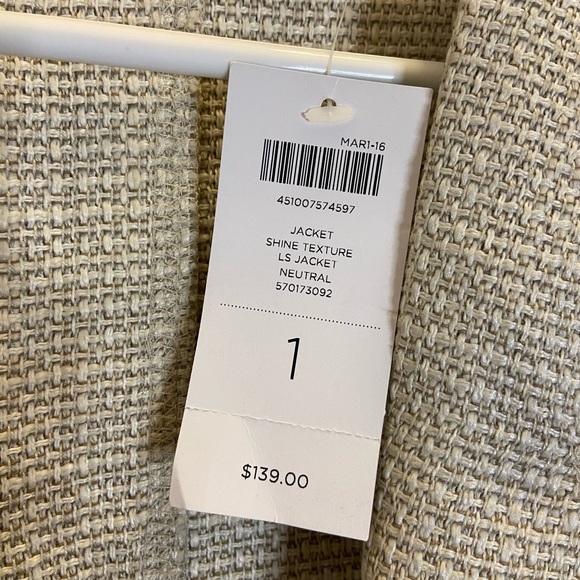 MAR1-16
451007574597
JACKET
SHINE TEXTURE
LS JACKET
NEUTRAL
570173092
1
$139.00